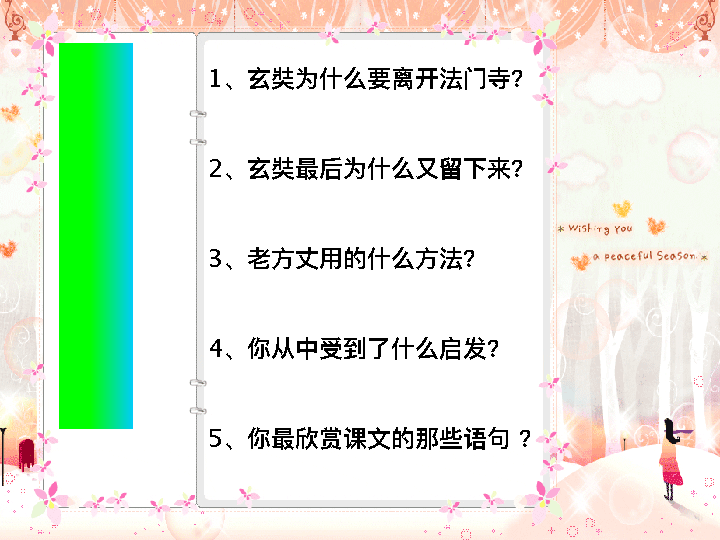 1、玄奘为什么要离开法门寺?
2、玄奘最后为什么又留下来?
3、老方丈用的什么方法?
4、你从中受到了什么启发?
5、你最欣赏课文的那些语句 ?
* Wishing you
a peaceful Season. *